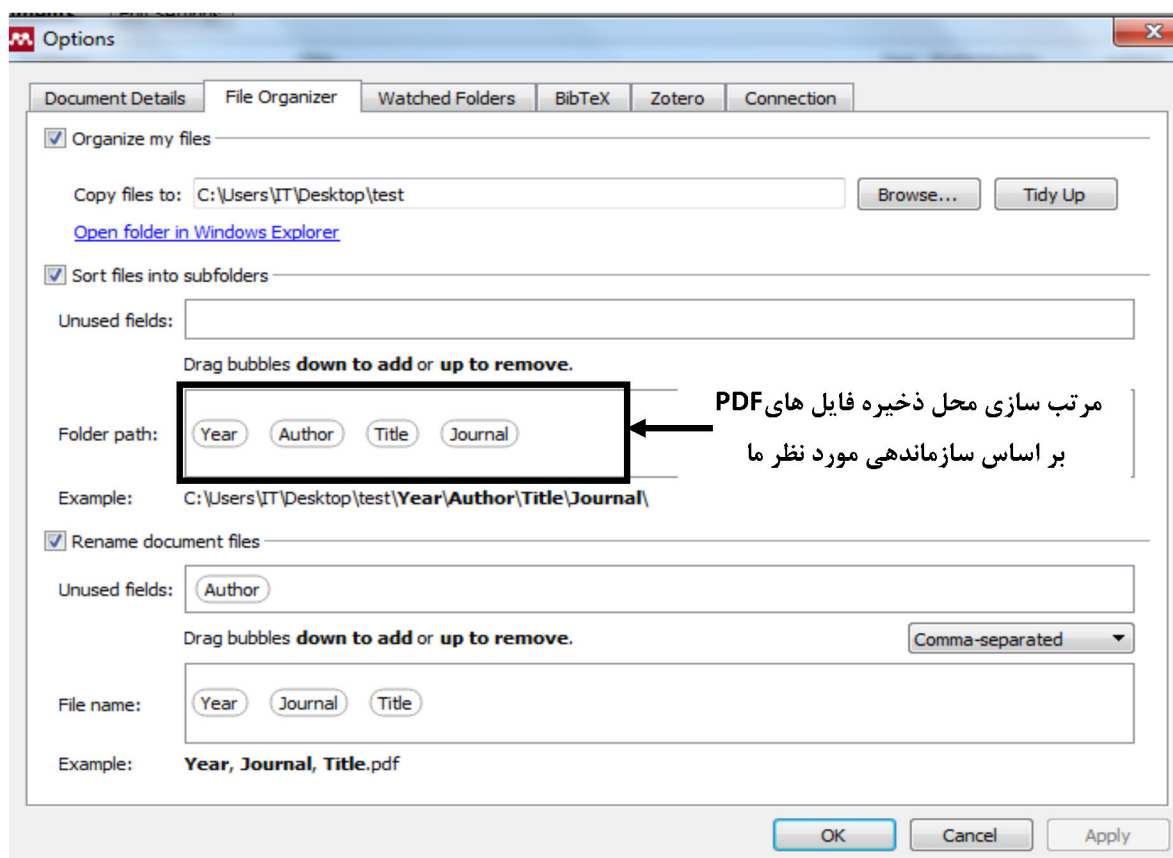 Options
Document Details File Organizer Watched Folders BibTeX Zotero Connection
Organize my files
Copy files to: C:\Users\IT\Desktop\test Browse... Tidy Up
Open folder in Windows Explorer
Sort files into subfolders
Unused fields:
Drag bubbles down to add or up to remove.
مرتب سازی محل ذخیره فایل های PDF
بر اساس سازماندهی مورد نظر ما
Folder path: Year Author Title Journal
Example: C:\Users\IT\Desktop\test\Year\Author\Title\Journal\
Rename document files
Unused fields: Author
Drag bubbles down to add or up to remove. Comma-separated
File name: Year Journal Title
Example: Year, Journal, Title.pdf
OK Cancel Apply